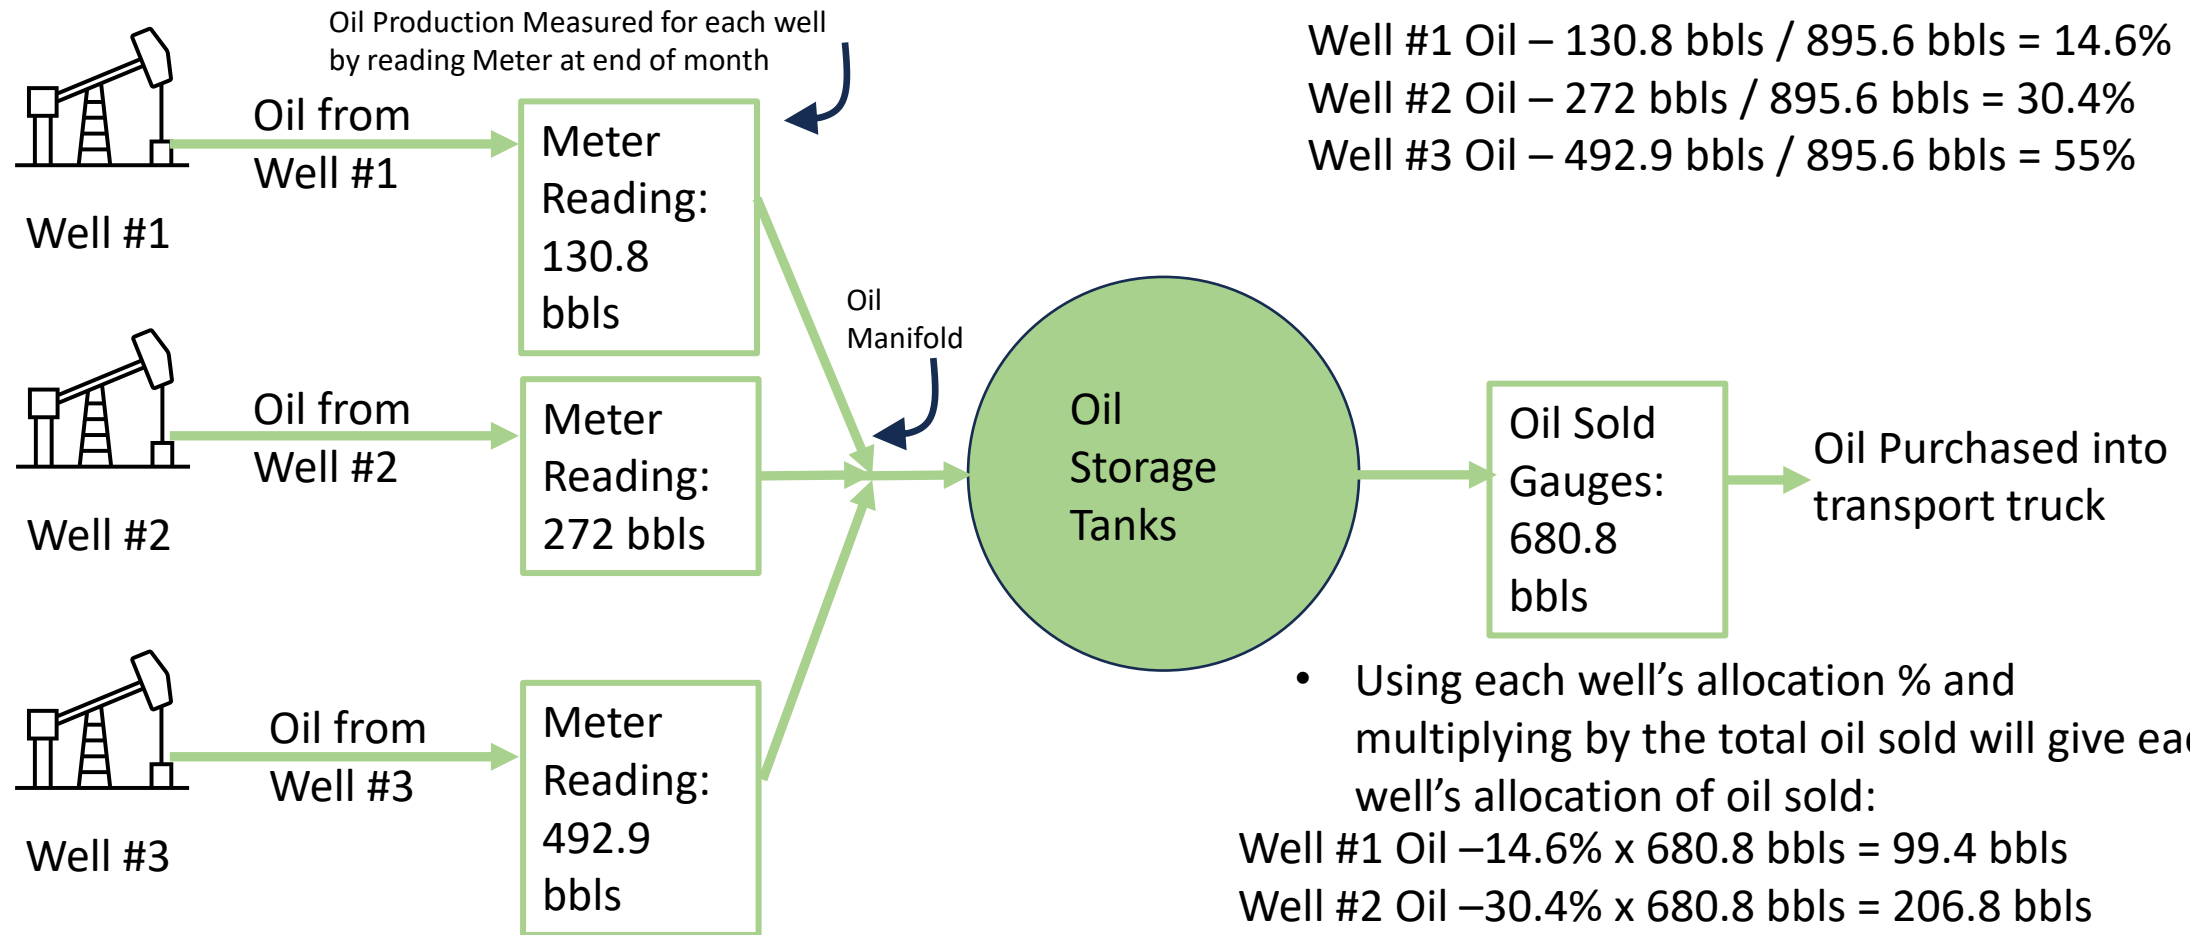 Oil Production Measured for each well
by reading Meter at end of month
Well #1 Oil – 130.8 bbls / 895.6 bbls = 14.6%
Well #2 Oil – 272 bbls / 895.6 bbls = 30.4%
Well #3 Oil – 492.9 bbls / 895.6 bbls = 55%
Oil from
Well #1
Well #1
Meter
Reading:
130.8
bbls
Oil
Manifold
Oil from
Well #2
Well #2
Meter
Reading:
272 bbls
Oil
Storage
Tanks
Oil Sold
Gauges:
680.8
bbls
Oil Purchased into
transport truck
Oil from
Well #3
Well #3
Meter
Reading:
492.9
bbls
• Using each well’s allocation % and
multiplying by the total oil sold will give eac
well’s allocation of oil sold:
Well #1 Oil –14.6% x 680.8 bbls = 99.4 bbls
Well #2 Oil –30.4% x 680.8 bbls = 206.8 bbls